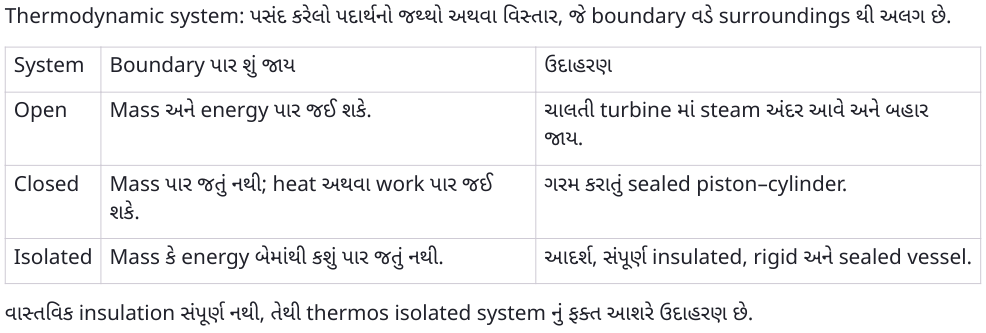 Thermodynamic system: પસંદ કરેલો પદાર્થનો જથ્થો અથવા વિસ્તાર, જે boundary વડે surroundings થી અલગ છે.
System Boundary પાર શું જાય ઉદાહરણ
Open Mass અને energy પાર જઈ શકે. ચાલતી turbine માં steam અંદર આવે અને બહાર
જાય.
Closed Mass પાર જતું નથી; heat અથવા work પાર જઈ ગરમ કરાતું sealed piston–cylinder.
શકે.
Isolated Mass કે energy બેમાંથી કશું પાર જતું નથી. આદર્શ, સંપૂર્ણ insulated, rigid અને sealed vessel.
વાસ્તવિક insulation સંપૂર્ણ નથી, તેથી thermos isolated system નું ફક્ત આશરે ઉદાહરણ છે.